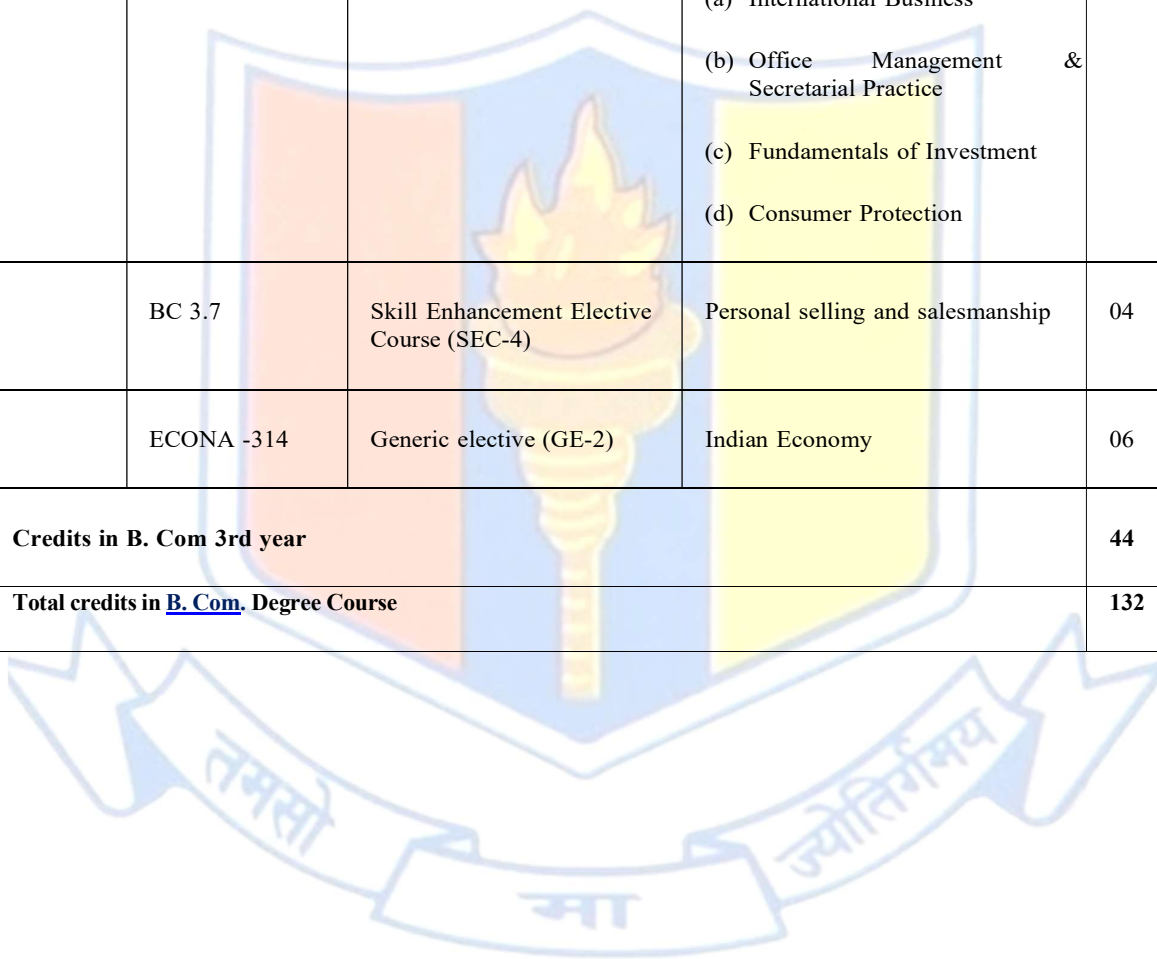 (a) International Business
(b) Office Management &
Secretarial Practice
(c) Fundamentals of Investment
(d) Consumer Protection
BC 3.7 Skill Enhancement Elective Personal selling and salesmanship 04
Course (SEC-4)
ECONA -314 Generic elective (GE-2) Indian Economy 06
Credits in B. Com 3rd year 44
Total credits in B. Com. Degree Course 132
तमसो मा ज्योतिर्गमय